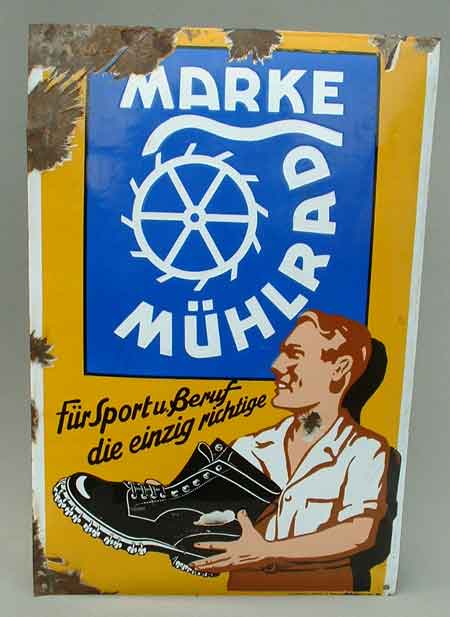 MARKE
MÜHLRAD
für Sport u. Beruf
die einzig richtige